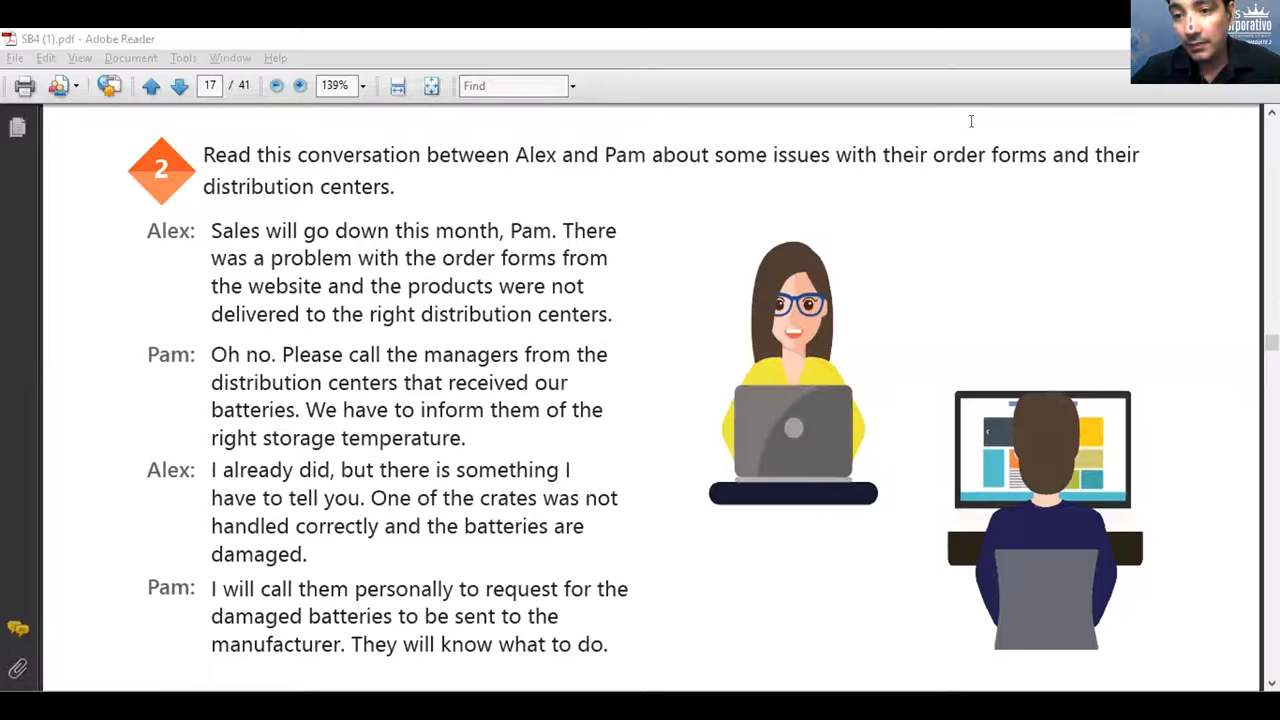 SB4 (1).pdf - Adobe Reader
File Edit View Document Tools Window Help
17 / 41 139% Find
2
Read this conversation between Alex and Pam about some issues with their order forms and their
distribution centers.
Alex: Sales will go down this month, Pam. There
was a problem with the order forms from
the website and the products were not
delivered to the right distribution centers.
Pam: Oh no. Please call the managers from the
distribution centers that received our
batteries. We have to inform them of the
right storage temperature.
Alex: I already did, but there is something I
have to tell you. One of the crates was not
handled correctly and the batteries are
damaged.
Pam: I will call them personally to request for the
damaged batteries to be sent to the
manufacturer. They will know what to do.